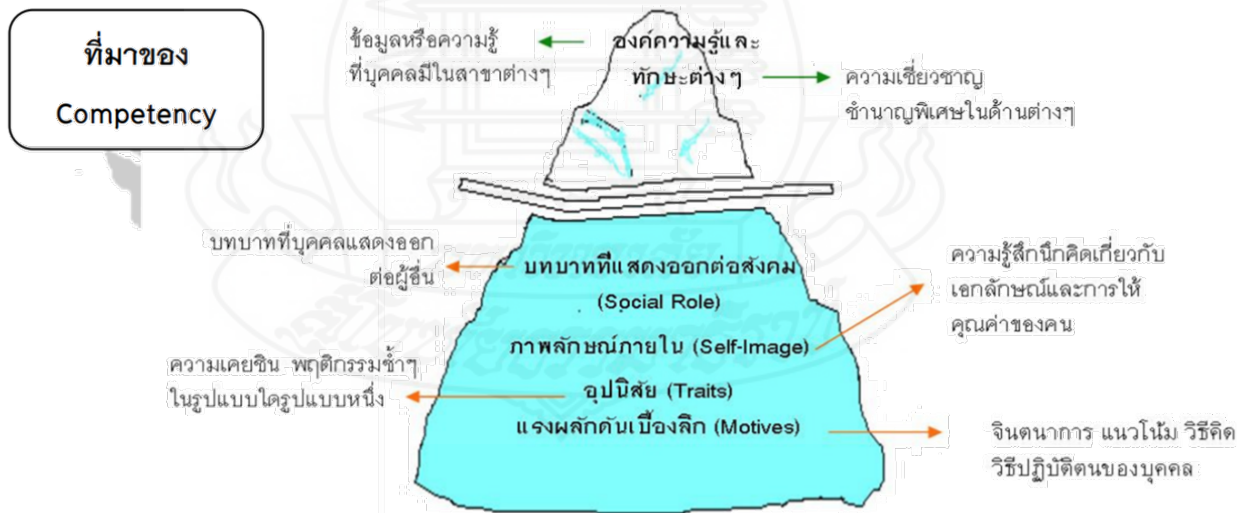 ที่มาของ
Competency
ข้อมูลหรือความรู้
ที่บุคคลมีในสาขาต่างๆ
องค์ความรู้และ
ทักษะต่างๆ
ความเชี่ยวชาญ
ชำนาญพิเศษในด้านต่างๆ
บทบาทที่บุคคลแสดงออก
ต่อผู้อื่น
บทบาทที่แสดงออกต่อสังคม
(Social Role)
ความรู้สึกนึกคิดเกี่ยวกับ
เอกลักษณ์และการให้
คุณค่าของคน
ภาพลักษณ์ภายใน (Self-Image)
ความเคยชิน พฤติกรรมซ้ำๆ
ในรูปแบบใดรูปแบบหนึ่ง
อุปนิสัย (Traits)
แรงผลักดันเบื้องลึก (Motives)
จินตนาการ แนวโน้ม วิธีคิด
วิธีปฏิบัติตนของบุคคล